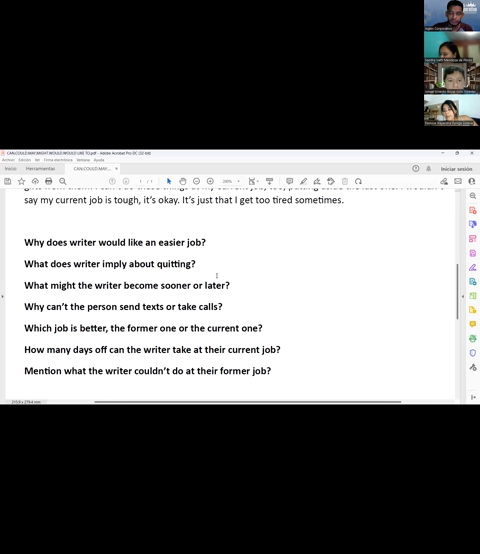 CAN.COULD.MAY.MIGHT.WOULD.WOULD LIKE TO.pdf - Adobe Acrobat Pro DC (32-bit)
Archivo Edición Ver Firma electrónica Ventana Ayuda
Inicio Herramientas CAN.COULD.MAY... Iniciar sesión
say my current job is tough, it's okay. It's just that I get too tired sometimes.
Why does writer would like an easier job?
What does writer imply about quitting?
What might the writer become sooner or later?
Why can't the person send texts or take calls?
Which job is better, the former one or the current one?
How many days off can the writer take at their current job?
Mention what the writer couldn't do at their former job?